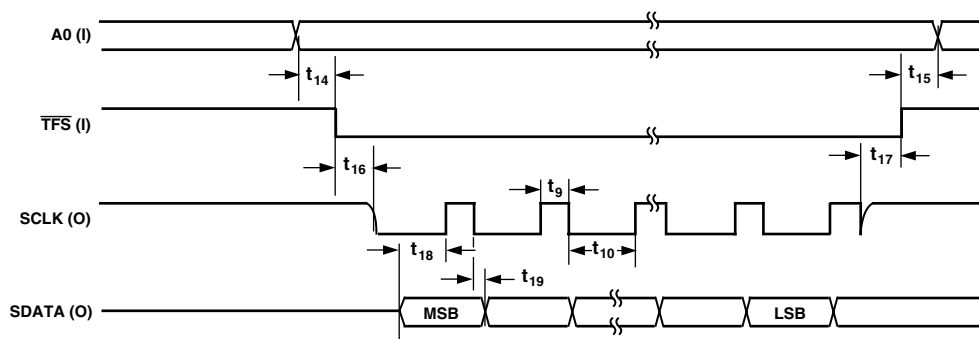 A0 (I)
t14
t15
TFS (I)
t16
t17
t9
SCLK (O)
t18
t10
t19
SDATA (O)
MSB
LSB